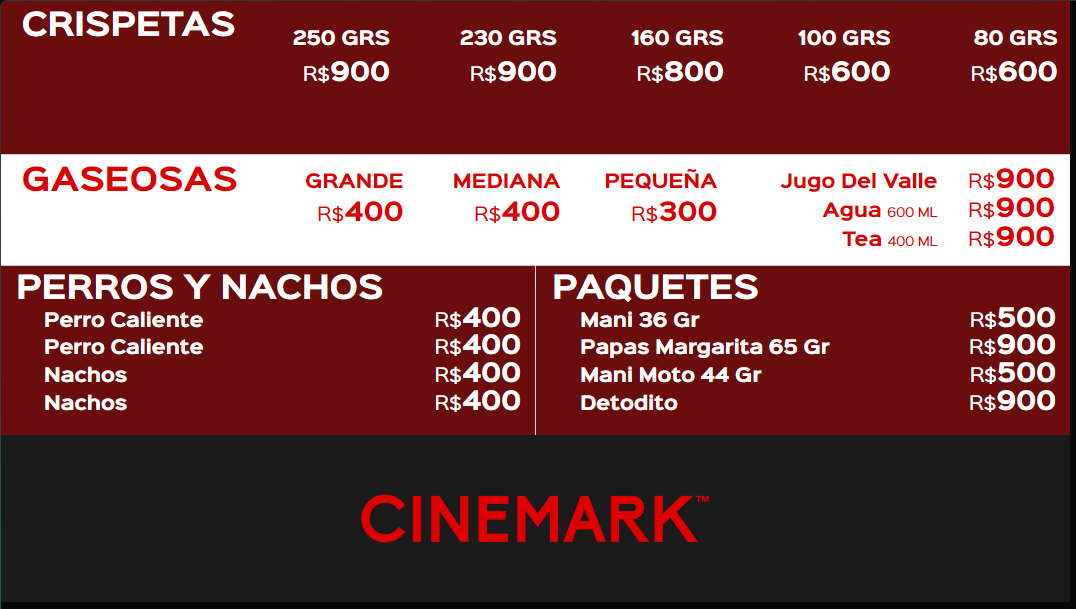 CRISPETAS
250 GRS 230 GRS 160 GRS 100 GRS 80 GRS
R$900 R$900 R$800 R$600 R$600
GASEOSAS
GRANDE MEDIANA PEQUEÑA
R$400 R$400 R$300
Jugo Del Valle R$900
Agua 600 ML R$900
Tea 400 ML R$900
PERROS Y NACHOS
Perro Caliente R$400
Perro Caliente R$400
Nachos R$400
Nachos R$400
PAQUETES
Mani 36 Gr R$500
Papas Margarita 65 Gr R$900
Mani Moto 44 Gr R$500
Detodito R$900
CINEMARK™